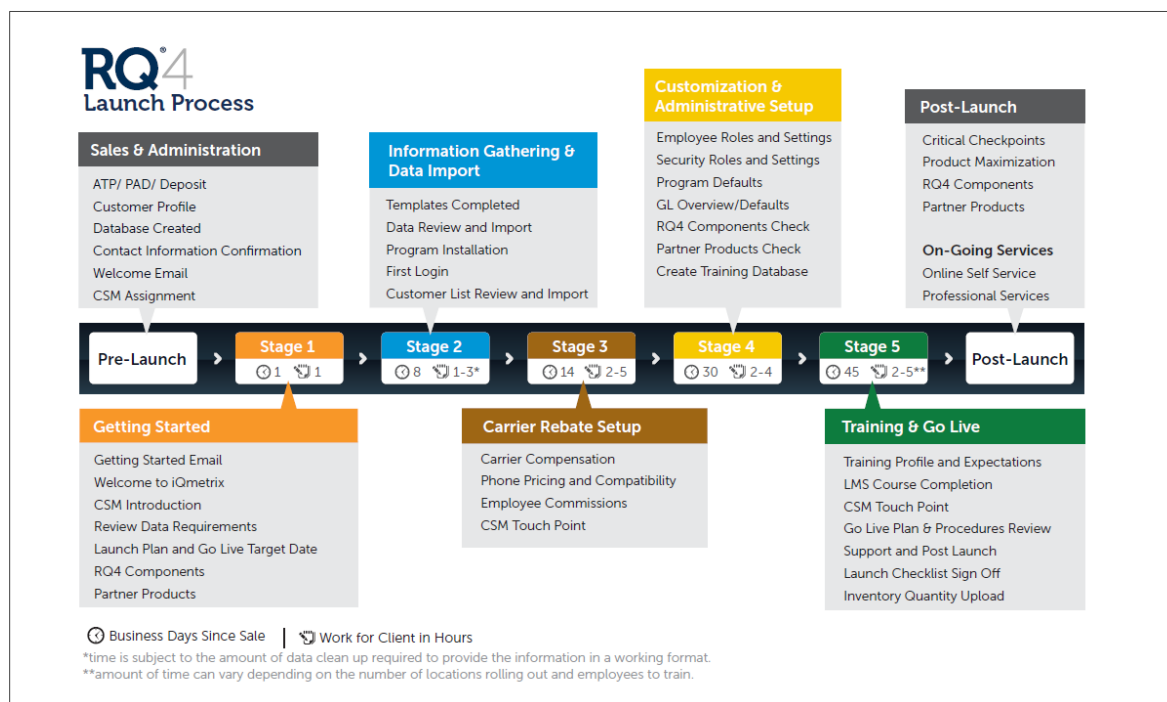 RQ®4
Launch Process
Sales & Administration
ATP/ PAD/ Deposit
Customer Profile
Database Created
Contact Information Confirmation
Welcome Email
CSM Assignment
Information Gathering &
Data Import
Templates Completed
Data Review and Import
Program Installation
First Login
Customer List Review and Import
Customization &
Administrative Setup
Employee Roles and Settings
Security Roles and Settings
Program Defaults
GL Overview/Defaults
RQ4 Components Check
Partner Products Check
Create Training Database
Post-Launch
Critical Checkpoints
Product Maximization
RQ4 Components
Partner Products
On-Going Services
Online Self Service
Professional Services
Pre-Launch
Stage 1
1 1
Stage 2
8 1-3*
Stage 3
14 2-5
Stage 4
30 2-4
Stage 5
45 2-5**
Post-Launch
Getting Started
Getting Started Email
Welcome to iQmetrix
CSM Introduction
Review Data Requirements
Launch Plan and Go Live Target Date
RQ4 Components
Partner Products
Carrier Rebate Setup
Carrier Compensation
Phone Pricing and Compatibility
Employee Commissions
CSM Touch Point
Training & Go Live
Training Profile and Expectations
LMS Course Completion
CSM Touch Point
Go Live Plan & Procedures Review
Support and Post Launch
Launch Checklist Sign Off
Inventory Quantity Upload
Business Days Since Sale | Work for Client in Hours
*time is subject to the amount of data clean up required to provide the information in a working format.
**amount of time can vary depending on the number of locations rolling out and employees to train.